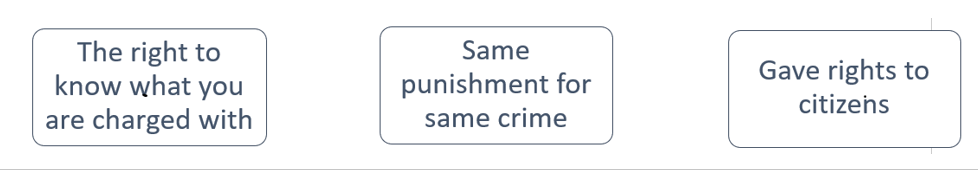 The right to
know what you
are charged with
Same
punishment for
same crime
Gave rights to
citizens